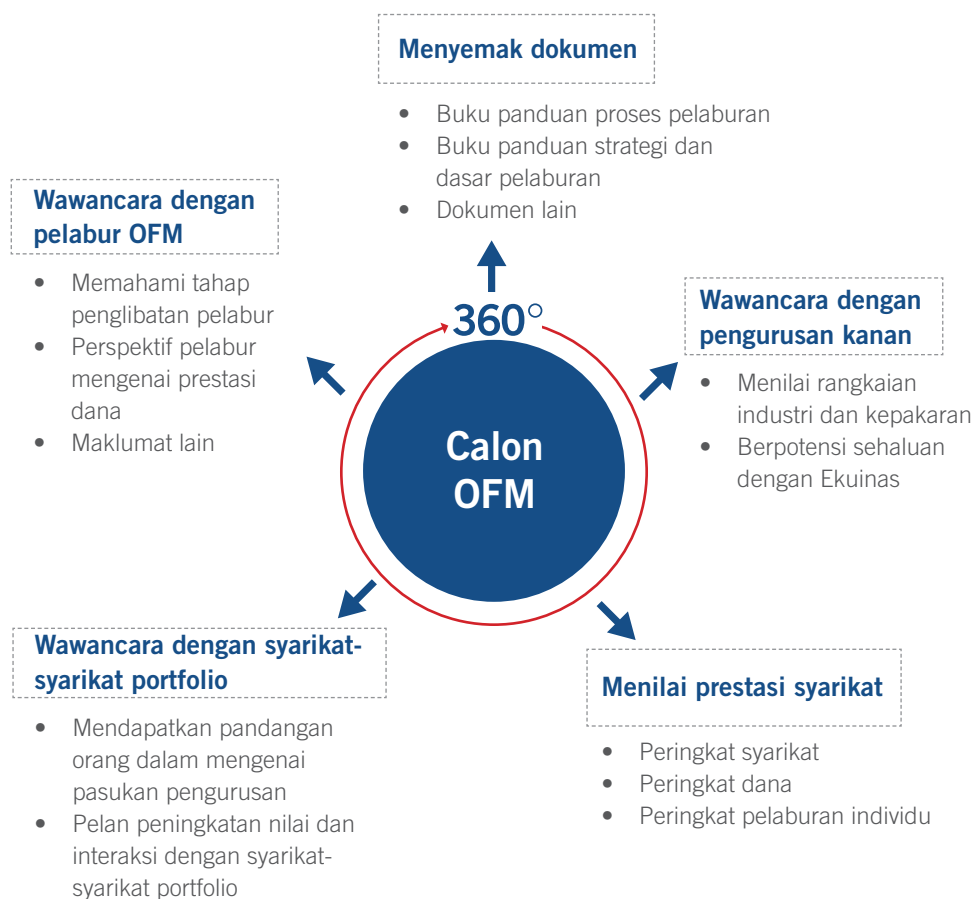 Menyemak dokumen
• Buku panduan proses pelaburan
• Buku panduan strategi dan
dasar pelaburan
• Dokumen lain
Wawancara dengan
pelabur OFM
• Memahami tahap
penglibatan pelabur
• Perspektif pelabur
mengenai prestasi
dana
• Maklumat lain
360°
Calon
OFM
Wawancara dengan
pengurusan kanan
• Menilai rangkaian
industri dan kepakaran
• Berpotensi sehaluan
dengan Ekuinas
Wawancara dengan syarikat-
syarikat portfolio
• Mendapatkan pandangan
orang dalam mengenai
pasukan pengurusan
• Pelan peningkatan nilai dan
interaksi dengan syarikat-
syarikat portfolio
Menilai prestasi syarikat
• Peringkat syarikat
• Peringkat dana
• Peringkat pelaburan individu